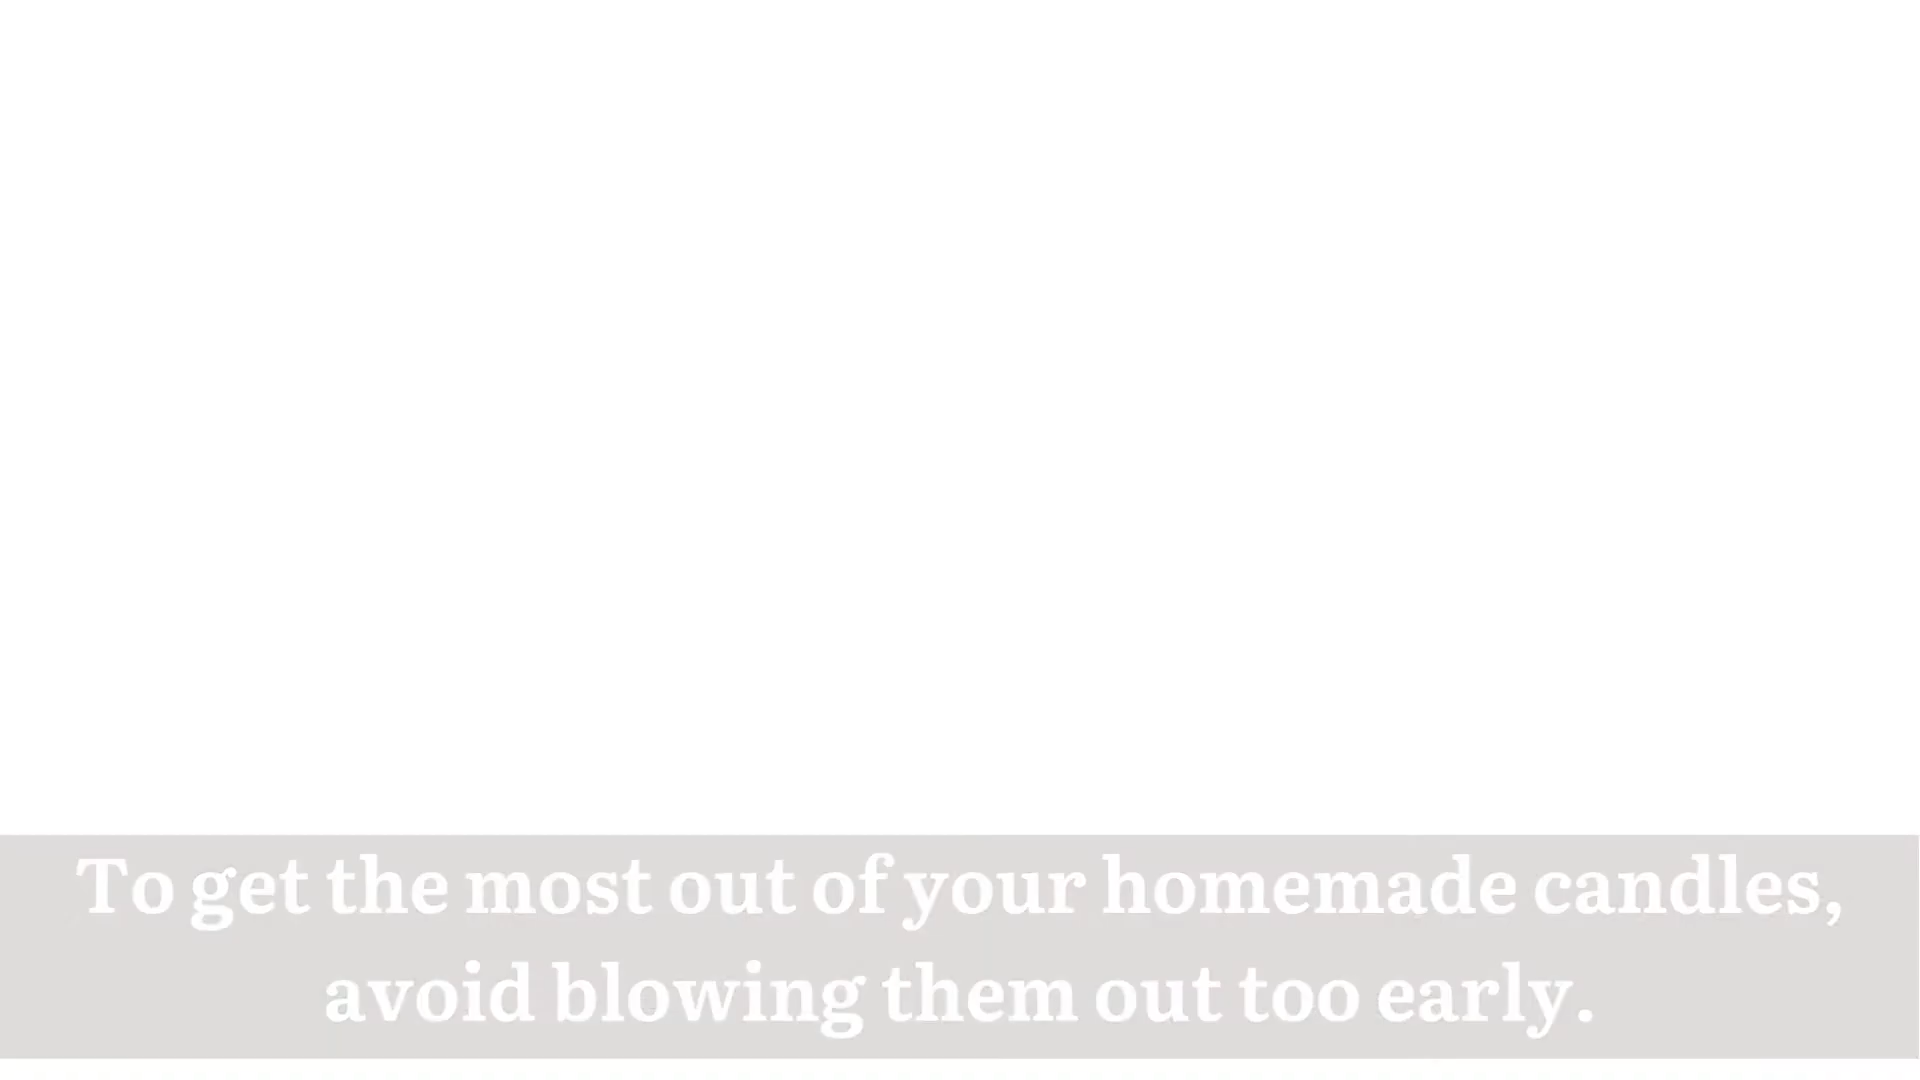 To get the most out of your homemade candles,
avoid blowing them out too early.